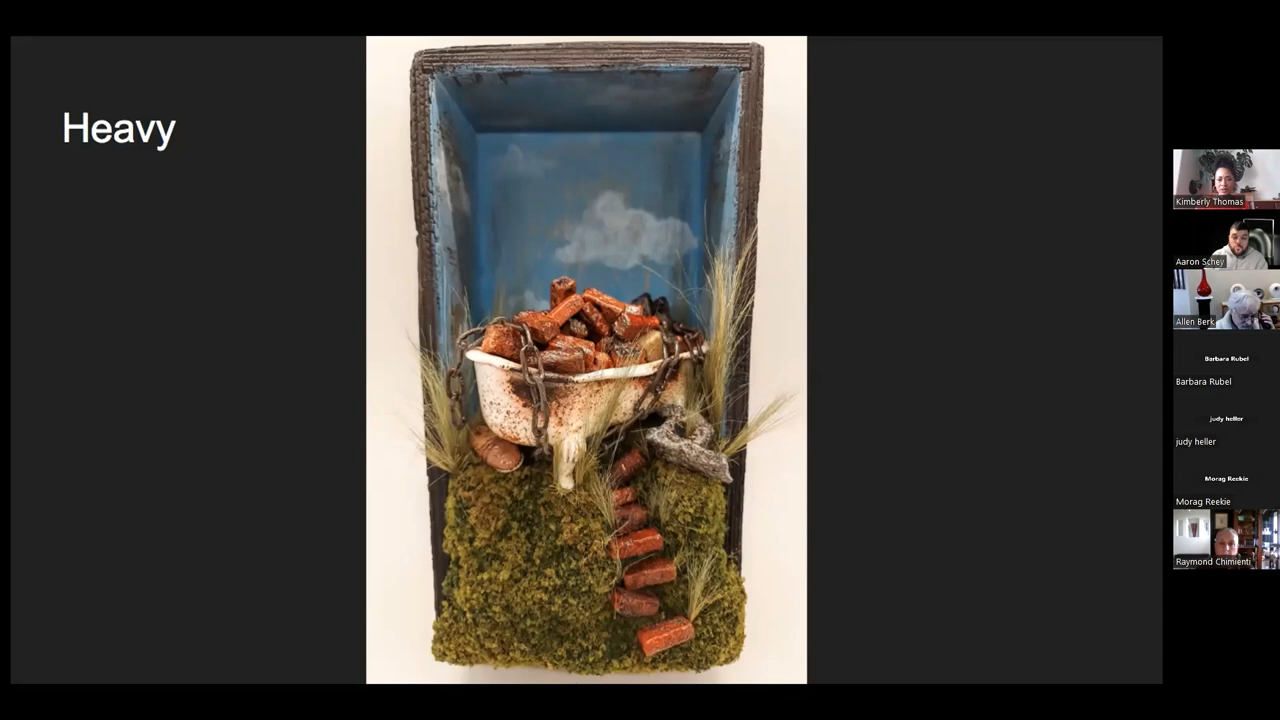 Heavy
Kimberly Thomas
Aaron Schey
Allen Berk
Barbara Rubel
Barbara Rubel
judy heller
judy heller
Morag Reekie
Morag Reekie
Raymond Chimienti